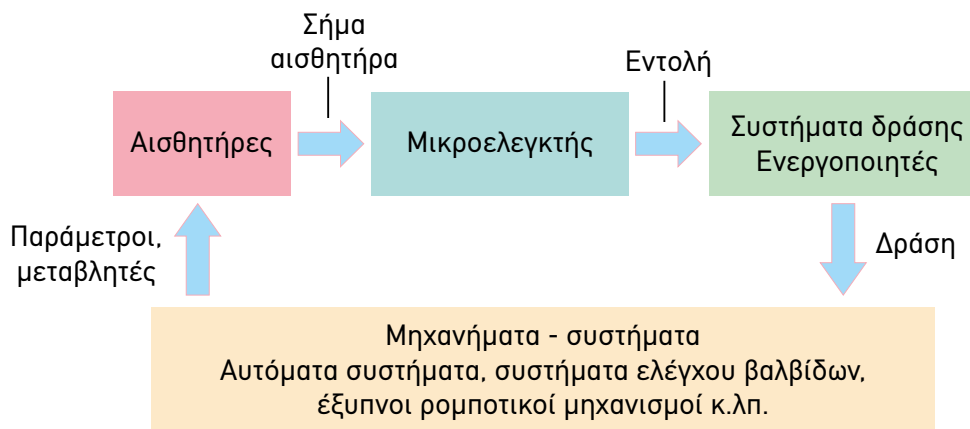 Σήμα
αισθητήρα
Εντολή
Αισθητήρες
Μικροελεγκτής
Συστήματα δράσης
Ενεργοποιητές
Παράμετροι,
μεταβλητές
Δράση
Μηχανήματα - συστήματα
Αυτόματα συστήματα, συστήματα ελέγχου βαλβίδων,
έξυπνοι ρομποτικοί μηχανισμοί κ.λπ.